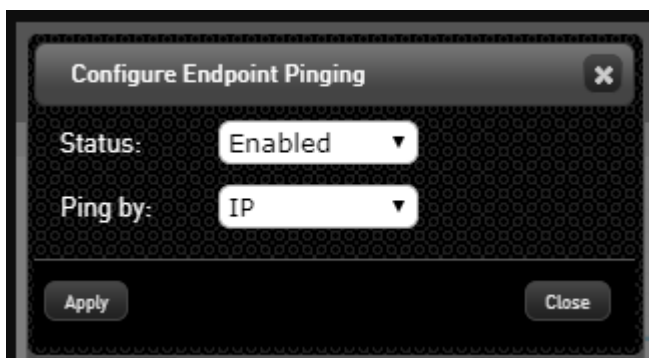 Configure Endpoint Pinging
Status: Enabled
Ping by: IP
Apply Close